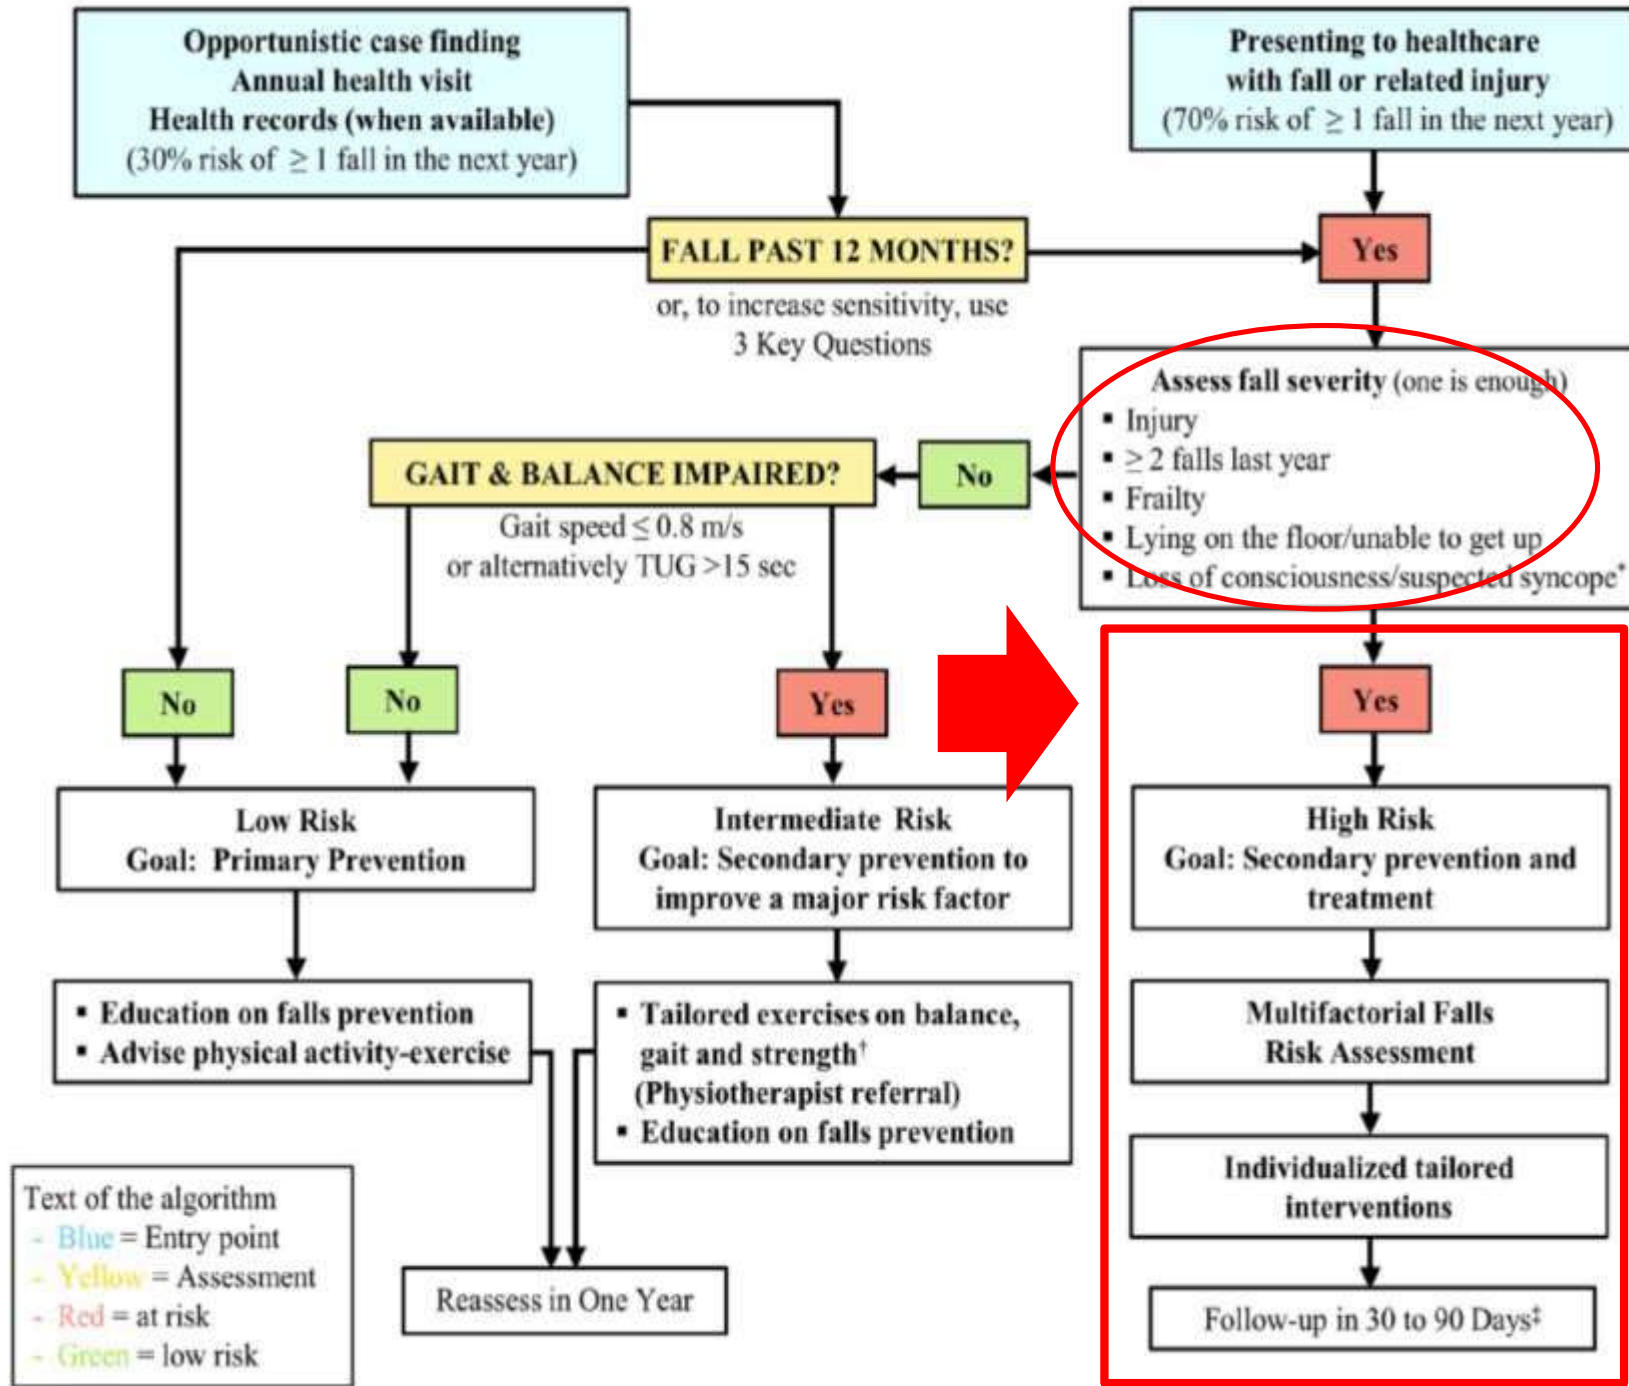 Opportunistic case finding
Annual health visit
Health records (when available)
(30% risk of ≥ 1 fall in the next year)
Presenting to healthcare
with fall or related injury
(70% risk of ≥ 1 fall in the next year)
FALL PAST 12 MONTHS?
Yes
or, to increase sensitivity, use
3 Key Questions
Assess fall severity (one is enough)
▪ Injury
▪ ≥ 2 falls last year
▪ Frailty
▪ Lying on the floor/unable to get up
▪ Loss of consciousness/suspected syncope*
No
GAIT & BALANCE IMPAIRED?
Gait speed ≤ 0.8 m/s
or alternatively TUG >15 sec
No
No
Yes
Yes
Low Risk
Goal: Primary Prevention
Intermediate Risk
Goal: Secondary prevention to
improve a major risk factor
High Risk
Goal: Secondary prevention and
treatment
▪ Education on falls prevention
▪ Advise physical activity-exercise
▪ Tailored exercises on balance,
gait and strength†
(Physiotherapist referral)
▪ Education on falls prevention
Multifactorial Falls
Risk Assessment
Individualized tailored
interventions
Text of the algorithm
- Blue = Entry point
- Yellow = Assessment
- Red = at risk
- Green = low risk
Reassess in One Year
Follow-up in 30 to 90 Days‡